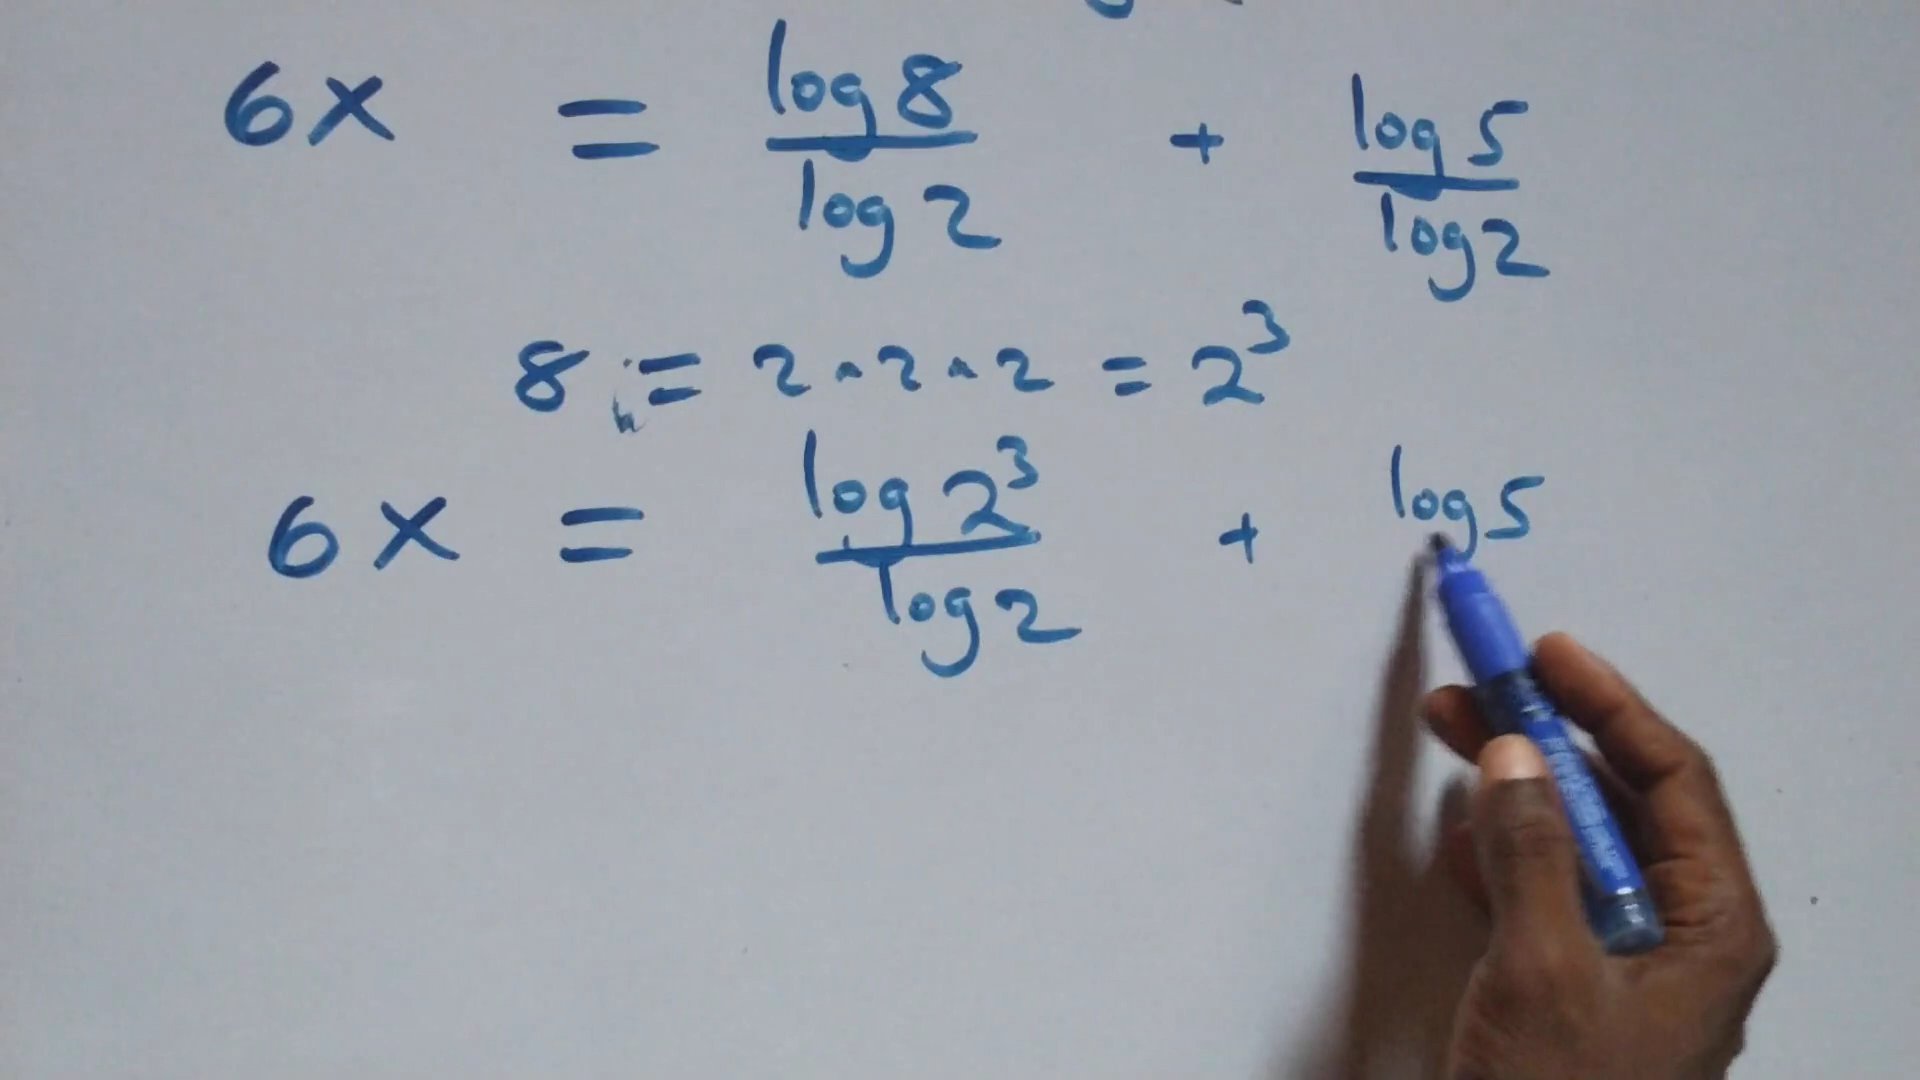 6x = log 8 / log 2 + log 5 / log 2
8 = 2 · 2 · 2 = 2³
6x = log 2³ / log 2 + log 5